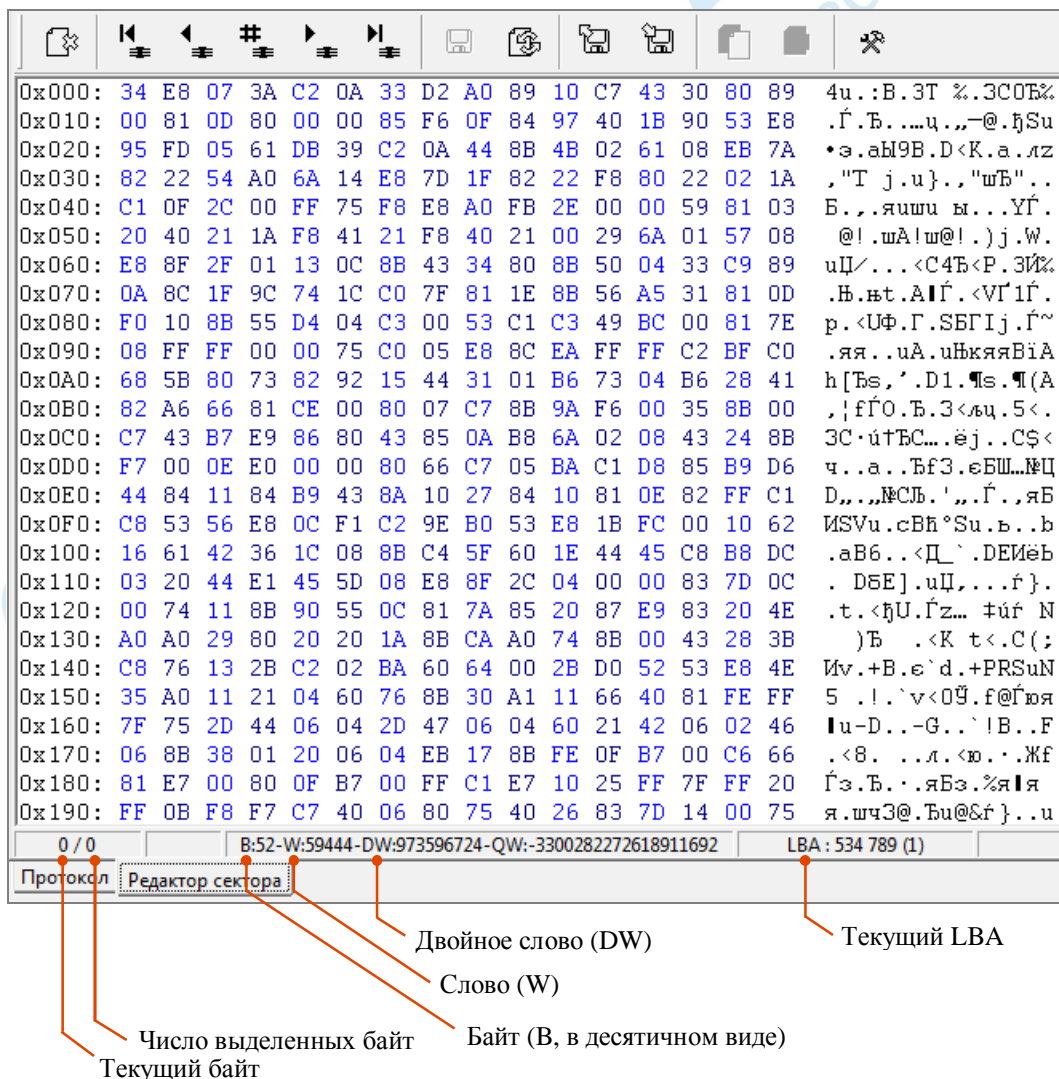 0x000: 34 E8 07 3A C2 0A 33 D2 A0 89 10 C7 43 30 80 89 4u.:B.3T ‰.ЗC0Ђ‰
0x010: 00 81 0D 80 00 00 85 F6 0F 84 97 40 1B 90 53 E8 .Ѓ.Ђ..…ц.„—@.ђSu
0x020: 95 FD 05 61 DB 39 C2 0A 44 8B 4B 02 61 08 EB 7A •э.aЫ9B.D<K.a.лz
0x030: 82 22 54 A0 6A 14 E8 7D 1F 82 22 F8 80 22 02 1A ‚"T j.u}.‚"шЂ"..
0x040: C1 0F 2C 00 FF 75 F8 E8 A0 FB 2E 00 00 59 81 03 Б.,.яuшu ы...YЃ.
0x050: 20 40 21 1A F8 41 21 F8 40 21 00 29 6A 01 57 08 @!.шA!ш@!.)j.W.
0x060: E8 8F 2F 01 13 0C 8B 43 34 80 8B 50 04 33 C9 89 uЏ/...<C4Ђ<P.3Й‰
0x070: 0A 8C 1F 9C 74 1C C0 7F 81 1E 8B 56 A5 31 81 0D .Њ.њt.A▮Ѓ.<VҐ1Ѓ.
0x080: F0 10 8B 55 D4 04 C3 00 53 C1 C3 49 BC 00 81 7E p.<UФ.Г.SБГIj.Ѓ~
0x090: 08 FF FF 00 00 75 C0 05 E8 8C EA FF FF C2 BF C0 .яя..uA.uЊкяяBїA
0x0A0: 68 5B 80 73 82 92 15 44 31 01 B6 73 04 B6 28 41 h[Ђs‚’.D1.¶s.¶(A
0x0B0: 82 A6 66 81 CE 00 80 07 C7 8B 9A F6 00 35 8B 00 ‚¦fЃО.Ђ.З<љц.5<.
0x0C0: C7 43 B7 E9 86 80 43 85 0A B8 6A 02 08 43 24 8B ЗC·й†ЂC….ёj..C$<
0x0D0: F7 00 0E E0 00 00 80 66 C7 05 BA C1 D8 85 B9 D6 ч..а..ЂfЗ.єБШ…№Ц
0x0E0: 44 84 11 84 B9 43 8A 10 27 84 10 81 0E 82 FF C1 D„.„№CЉ.'„.Ѓ.‚яБ
0x0F0: C8 53 56 E8 0C F1 C2 9E B0 53 E8 1B FC 00 10 62 ИSVu.cBћ°Su.ь..b
0x100: 16 61 42 36 1C 08 8B C4 5F 60 1E 44 45 C8 B8 DC .aB6..<Д_`.DEИёЬ
0x110: 03 20 44 E1 45 5D 08 E8 8F 2C 04 00 00 83 7D 0C . DбE].uЏ,...ѓ}.
0x120: 00 74 11 8B 90 55 0C 81 7A 85 20 87 E9 83 20 4E .t.<ђU.Ѓz… ‡йѓ N
0x130: A0 A0 29 80 20 20 1A 8B CA A0 74 8B 00 43 28 3B )Ђ .<K t<.C(;
0x140: C8 76 13 2B C2 02 BA 60 64 00 2B D0 52 53 E8 4E Иv.+B.є`d.+PRSuN
0x150: 35 A0 11 21 04 60 76 8B 30 A1 11 66 40 81 FE FF 5 .!.`v<0Ў.f@Ѓюя
0x160: 7F 75 2D 44 06 04 2D 47 06 04 60 21 42 06 02 46 ▮u-D..-G..`!B..F
0x170: 06 8B 38 01 20 06 04 EB 17 8B FE 0F B7 00 C6 66 .<8. ..л.<ю.·.Жf
0x180: 81 E7 00 80 0F B7 00 FF C1 E7 10 25 FF 7F FF 20 Ѓз.Ђ.·.яБз.%я▮я
0x190: FF 0B F8 F7 C7 40 06 80 75 40 26 83 7D 14 00 75 я.шчЗ@.Ђu@&ѓ}..u
0 / 0 B:52-W:59444-DW:973596724-QW:-3300282272618911692 LBA : 534 789 (1)
Протокол Редактор сектора
Двойное слово (DW)
Текущий LBA
Слово (W)
Байт (B, в десятичном виде)
Число выделенных байт
Текущий байт